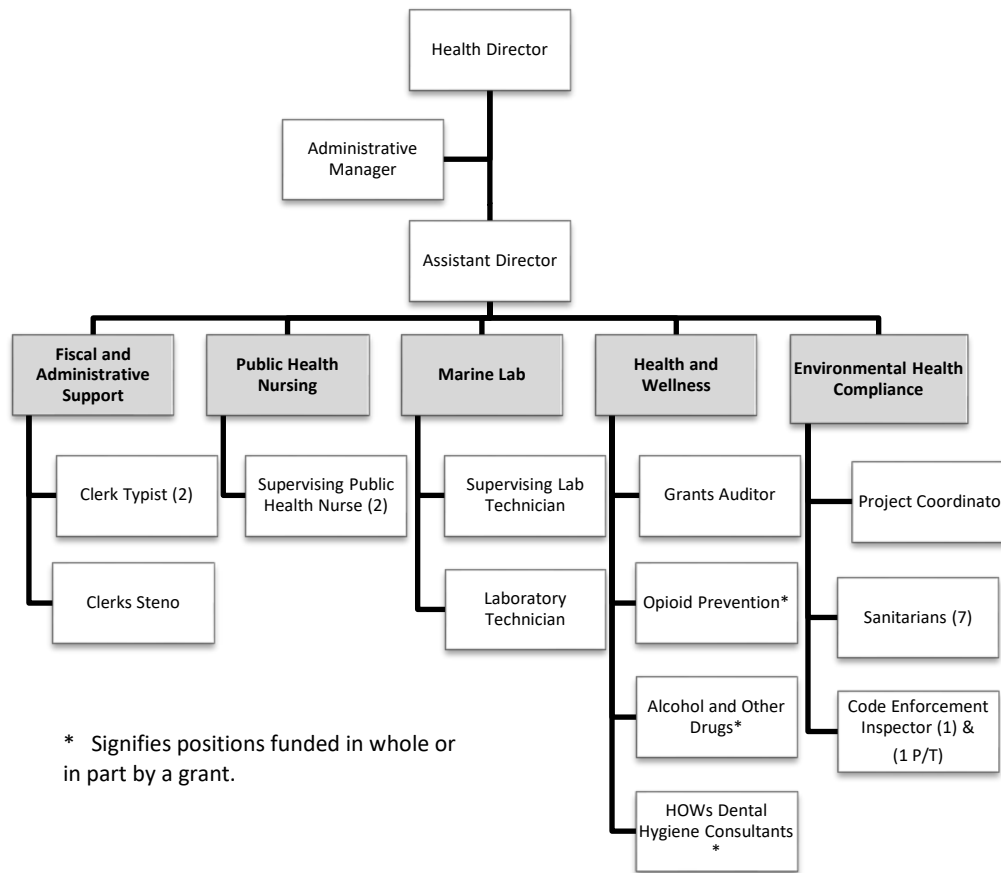 Health Director
Administrative
Manager
Assistant Director
Fiscal and
Administrative
Support
Public Health
Nursing
Marine Lab
Health and
Wellness
Environmental Health
Compliance
Clerk Typist (2)
Supervising Public
Health Nurse (2)
Supervising Lab
Technician
Grants Auditor
Project Coordinato
Clerks Steno
Laboratory
Technician
Opioid Prevention*
Sanitarians (7)
Alcohol and Other
Drugs*
Code Enforcement
Inspector (1) &
(1 P/T)
HOWs Dental
Hygiene Consultants
*
* Signifies positions funded in whole or
in part by a grant.